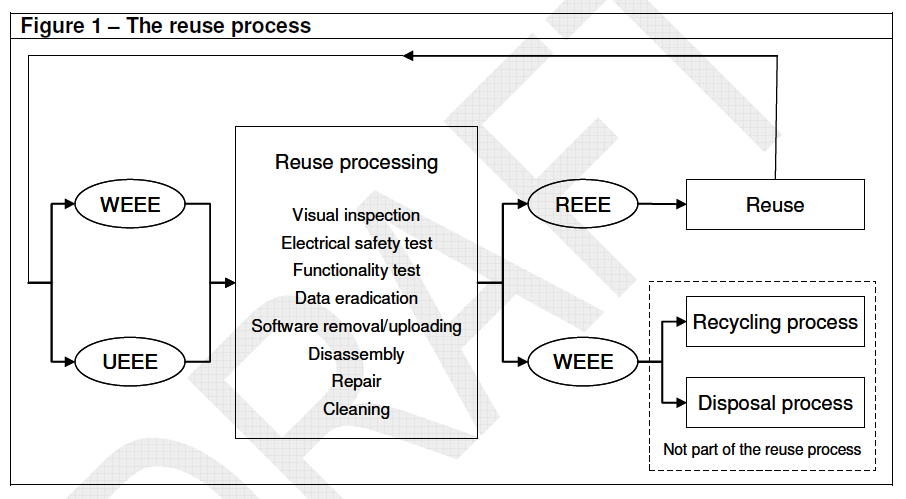 Figure 1 – The reuse process
WEEE
UEEE
Reuse processing
Visual inspection
Electrical safety test
Functionality test
Data eradication
Software removal/uploading
Disassembly
Repair
Cleaning
REEE
Reuse
WEEE
Recycling process
Disposal process
Not part of the reuse process
DRAFT